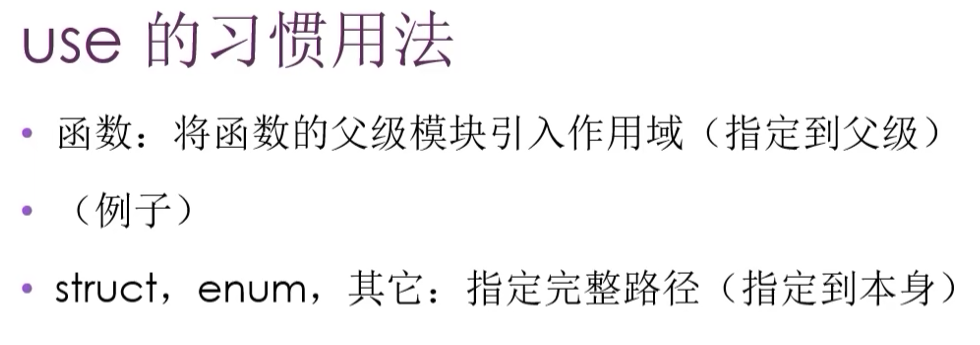 use 的习惯用法
• 函数：将函数的父级模块引入作用域（指定到父级）
• （例子）
• struct，enum，其它：指定完整路径（指定到本身）